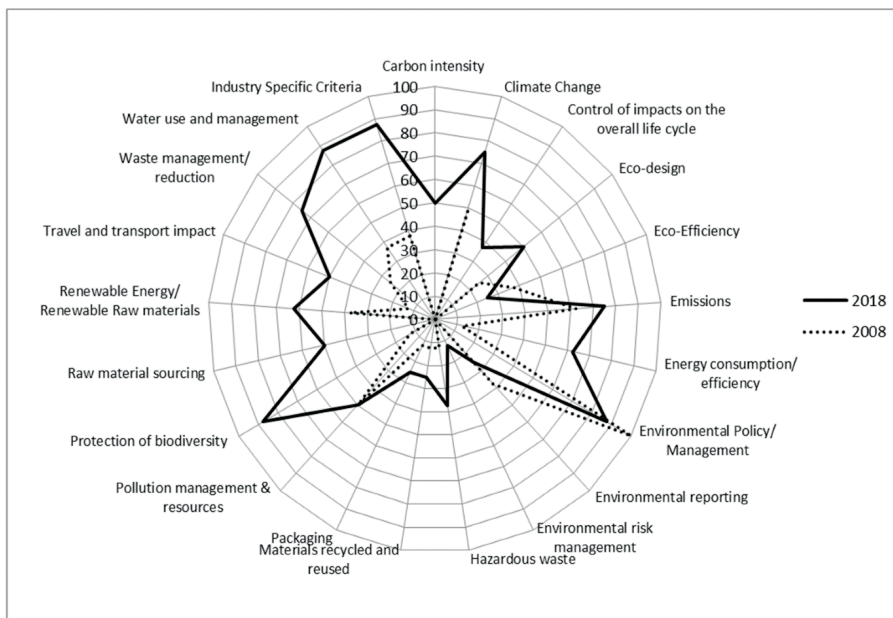 Carbon intensity
Climate Change
Control of impacts on the
overall life cycle
Eco-design
Eco-Efficiency
Emissions
Energy consumption/
efficiency
Environmental Policy/
Management
Environmental reporting
Environmental risk
management
Hazardous waste
Materials recycled and
reused
Packaging
Pollution management &
resources
Protection of biodiversity
Raw material sourcing
Renewable Energy/
Renewable Raw materials
Travel and transport impact
Waste management/
reduction
Water use and management
Industry Specific Criteria
100
90
80
70
60
50
40
30
20
10
0
2018
2008